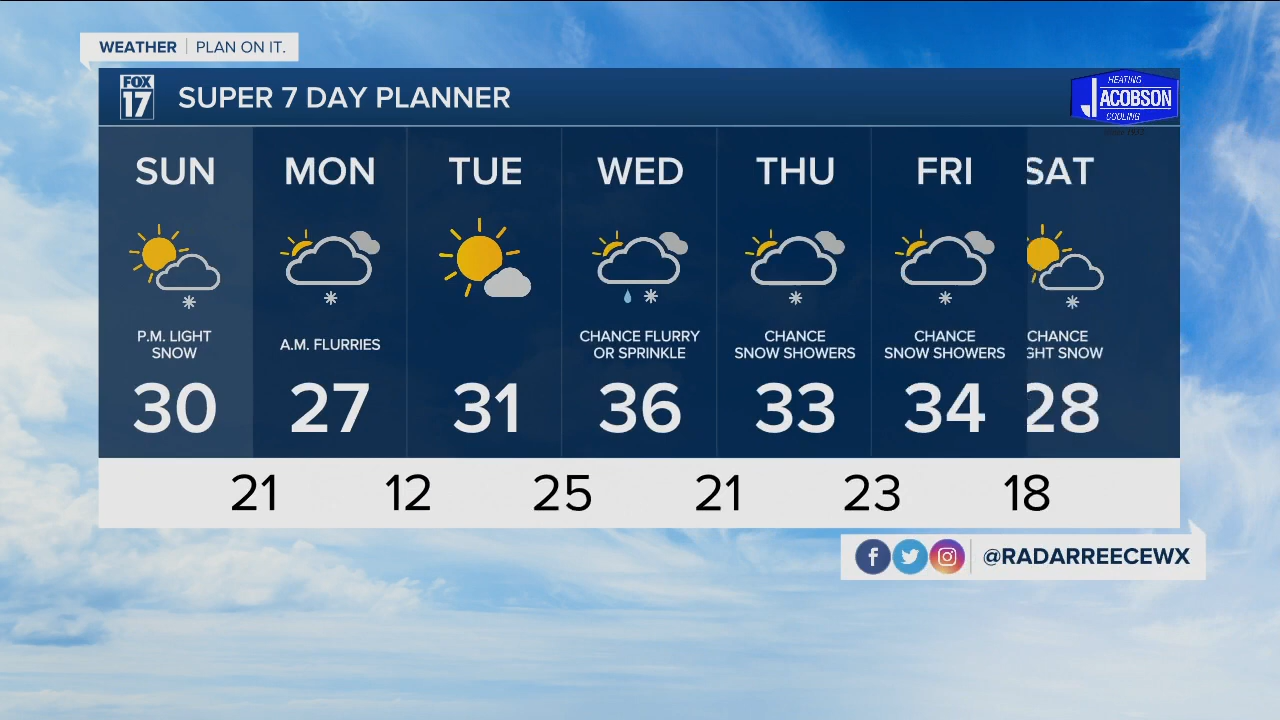 WEATHER | PLAN ON IT.
FOX
17
SUPER 7 DAY PLANNER
HEATING
JACOBSON
COOLING
SUN
MON
TUE
WED
THU
FRI
SAT
P.M. LIGHT
SNOW
A.M. FLURRIES
CHANCE FLURRY
OR SPRINKLE
CHANCE
SNOW SHOWERS
CHANCE
SNOW SHOWERS
CHANCE
GHT SNOW
30
27
31
36
33
34
28
21
12
25
21
23
18
@RADARREECEWX